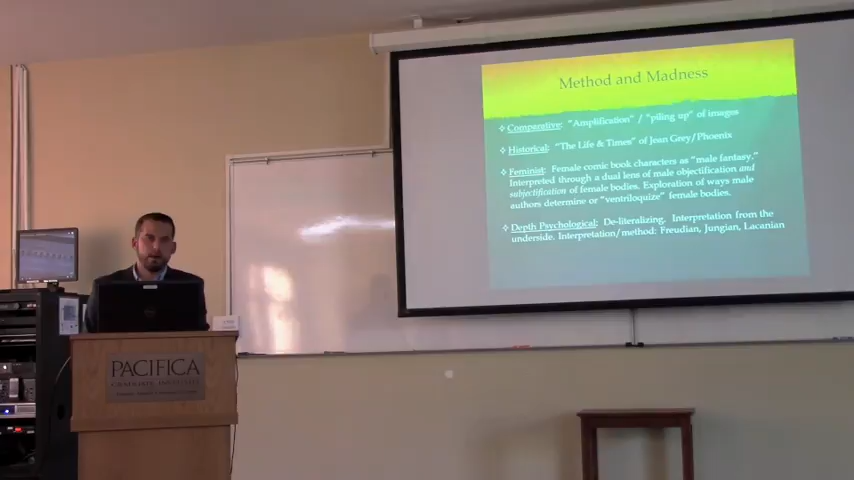 Method and Madness
❖ Comparative: "Amplification" / "piling up" of images
❖ Historical: "The Life & Times" of Jean Grey/Phoenix
❖ Feminist: Female comic book characters as "male fantasy,"
Interpreted through a dual lens of male objectification and
subjectification of female bodies. Exploration of ways male
authors determine or "ventriloquize" female bodies.
❖ Depth Psychological: De-literalizing. Interpretation from the
underside. Interpretation/method: Freudian, Jungian, Lacanian
PACIFICA
GRADUATE INSTITUTE